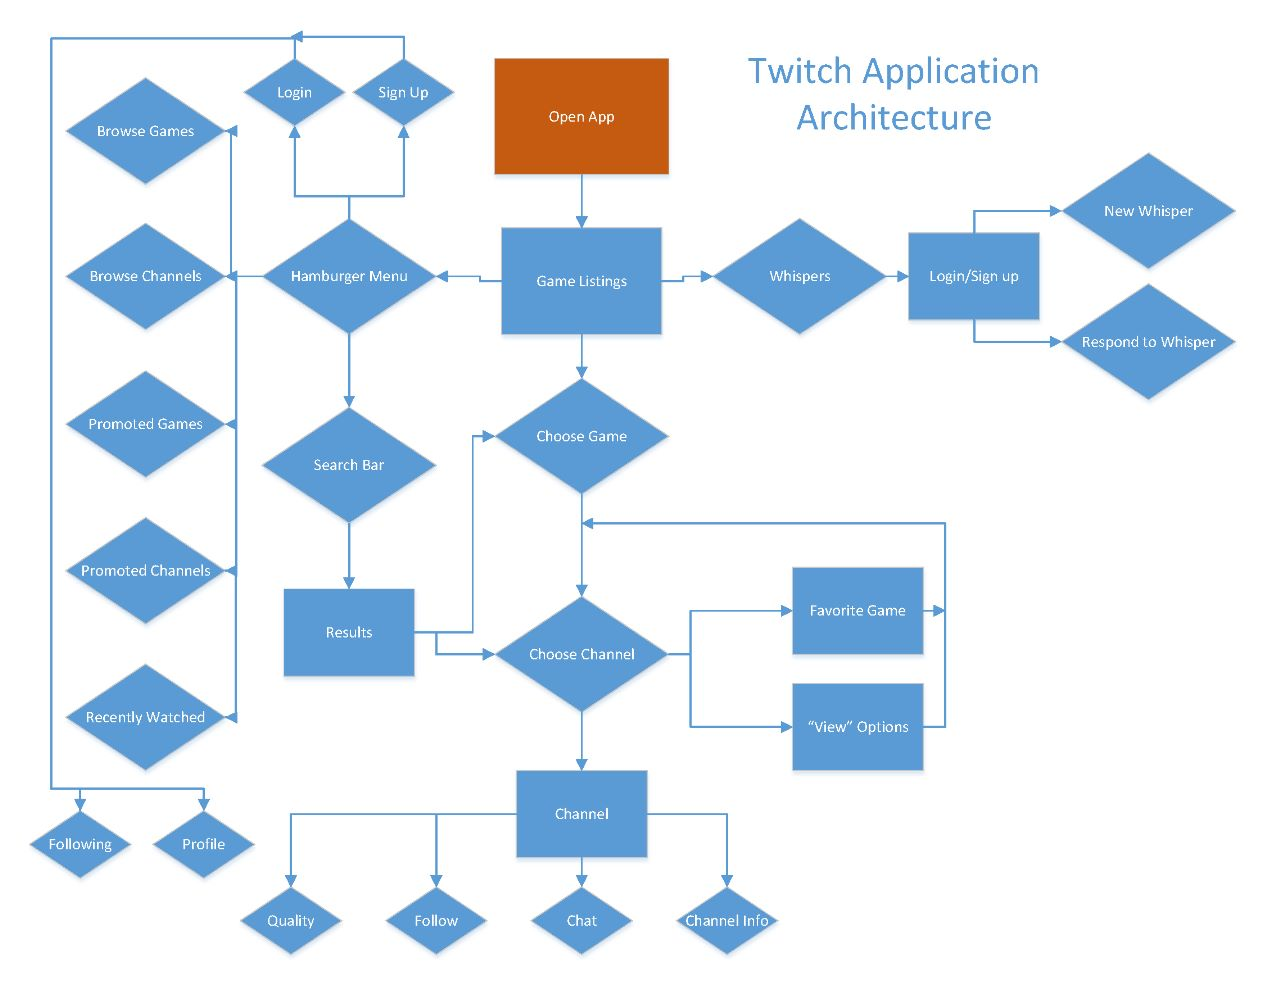 Twitch Application
Architecture
Login
Sign Up
Open App
Browse Games
New Whisper
Browse Channels
Hamburger Menu
Game Listings
Whispers
Login/Sign up
Respond to Whisper
Promoted Games
Choose Game
Search Bar
Promoted Channels
Favorite Game
Results
Choose Channel
Recently Watched
“View” Options
Channel
Following
Profile
Quality
Follow
Chat
Channel Info